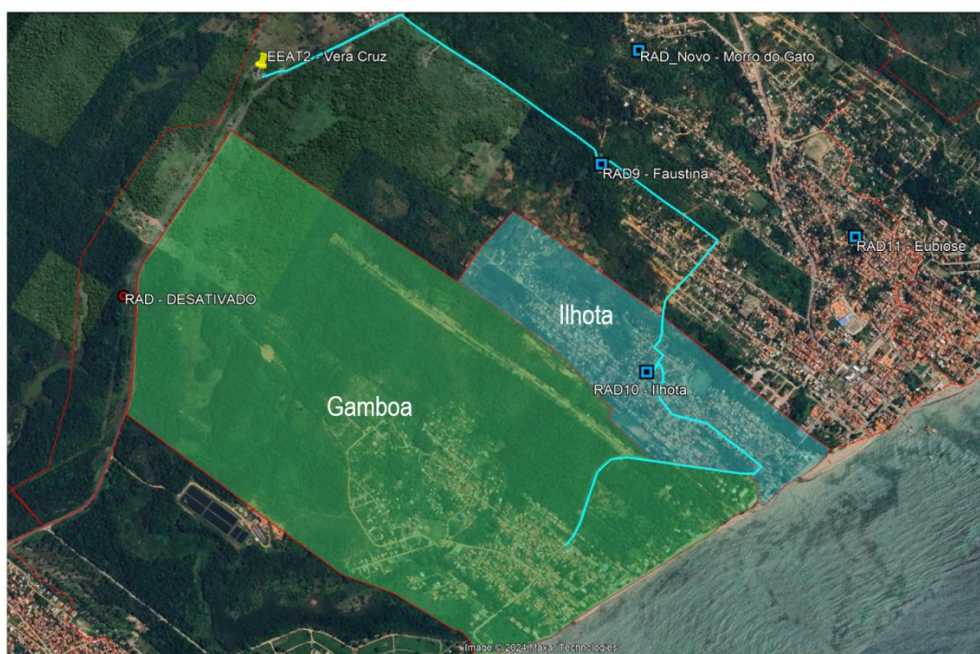 EEAT2 - Vera Cruz
RAD_Novo - Morro do Gato
RAD9 - Faustina
RAD11 - Eubiose
RAD - DESATIVADO
Ilhota
RAD10 - Ilhota
Gamboa
Image © 2024 Maxar Technologies